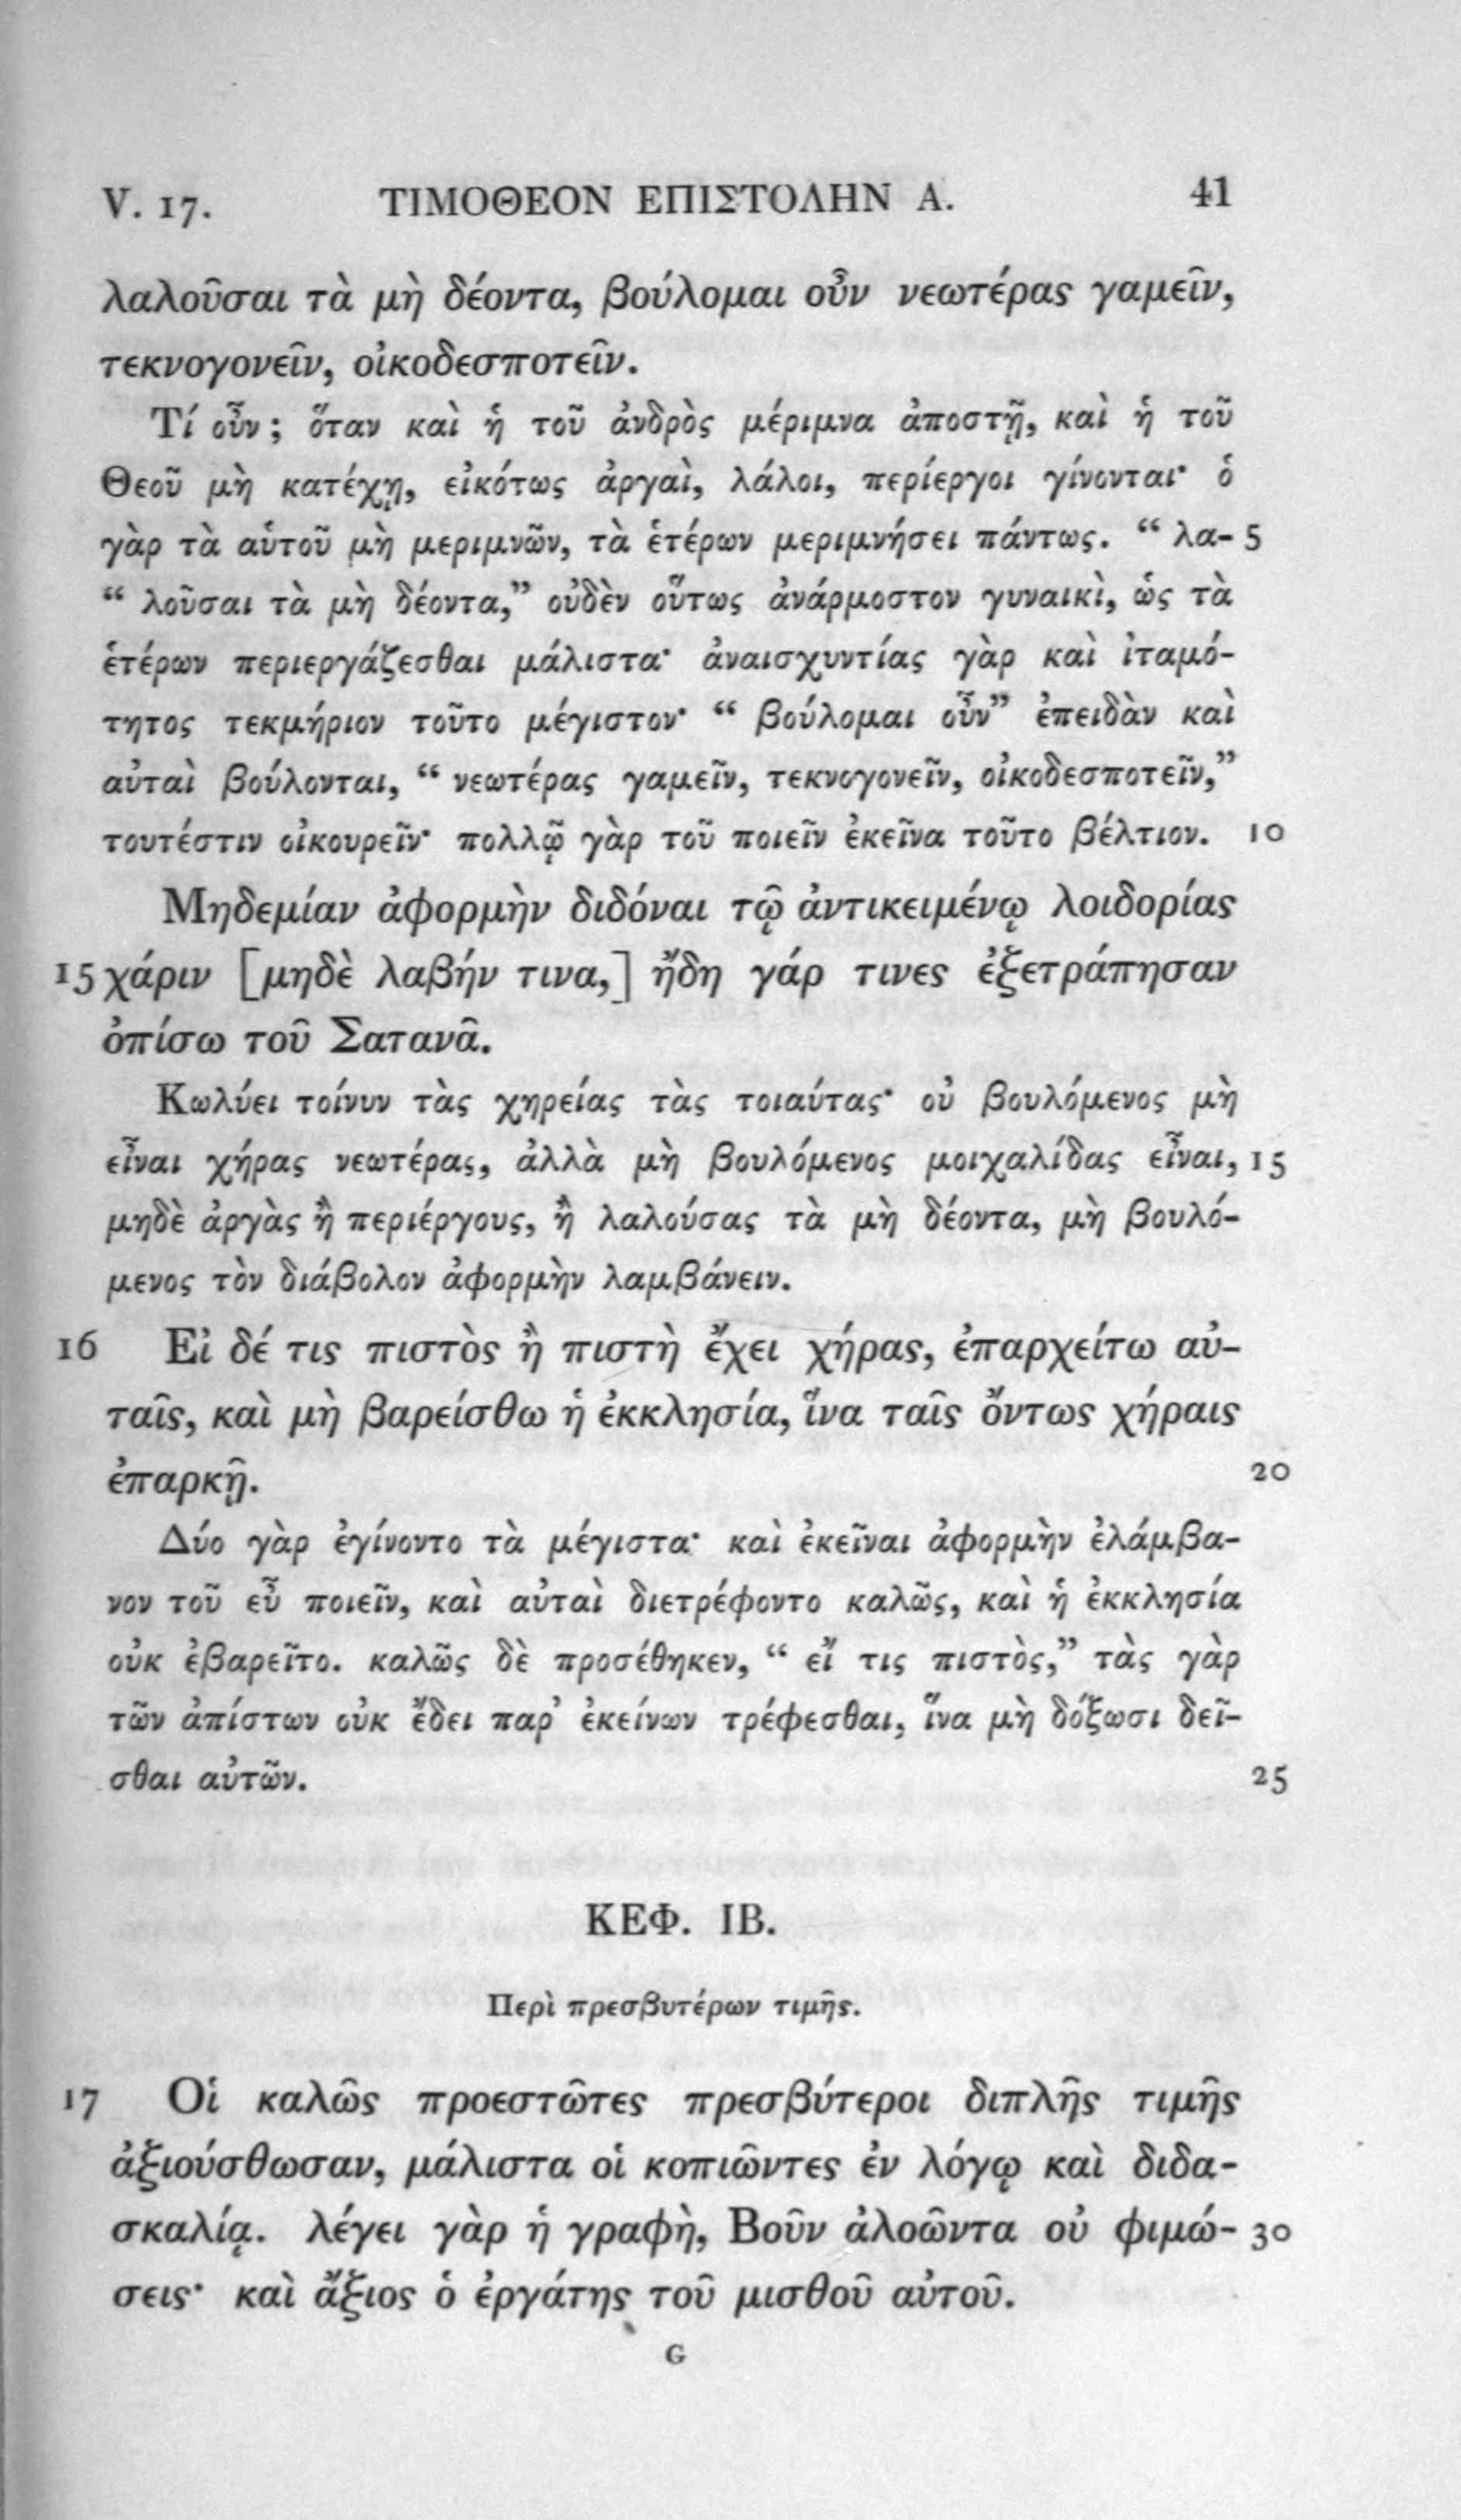 V. 17. ΤΙΜΟΘΕΟΝ ΕΠΙΣΤΟΛΗΝ Α. 41
λαλοῦσαι τὰ μὴ δέοντα, βούλομαι οὖν νεωτέρας γαμεῖν,
τεκνογονεῖν, οἰκοδεσποτεῖν.
Τί οὖν; ὅταν καὶ ἡ τοῦ ἀνδρὸς μέριμνα ἀποστῇ, καὶ ἡ τοῦ
Θεοῦ μὴ κατέχῃ, εἰκότως ἀργαὶ, λάλοι, περίεργοι γίνονται· ὁ
γὰρ τὰ αὑτοῦ μὴ μεριμνῶν, τὰ ἑτέρων μεριμνήσει πάντως. “ λα- 5
“ λοῦσαι τὰ μὴ δέοντα,” οὐδὲν οὕτως ἀνάρμοστον γυναικὶ, ὡς τὰ
ἑτέρων περιεργάζεσθαι μάλιστα· ἀναισχυντίας γὰρ καὶ ἰταμό-
τητος τεκμήριον τοῦτο μέγιστον· “ βούλομαι οὖν” ἐπειδὰν καὶ
αὐταὶ βούλονται, “ νεωτέρας γαμεῖν, τεκνογονεῖν, οἰκοδεσποτεῖν,”
τουτέστιν οἰκουρεῖν· πολλῷ γὰρ τοῦ ποιεῖν ἐκεῖνα τοῦτο βέλτιον. 10
Μηδεμίαν ἀφορμὴν διδόναι τῷ ἀντικειμένῳ λοιδορίας
15 χάριν [μηδὲ λαβήν τινα,] ἤδη γάρ τινες ἐξετράπησαν
ὀπίσω τοῦ Σατανᾶ.
Κωλύει τοίνυν τὰς χηρείας τὰς τοιαύτας· οὐ βουλόμενος μὴ
εἶναι χήρας νεωτέρας, ἀλλὰ μὴ βουλόμενος μοιχαλίδας εἶναι, 15
μηδὲ ἀργὰς ἢ περιέργους, ἢ λαλούσας τὰ μὴ δέοντα, μὴ βουλό-
μενος τὸν διάβολον ἀφορμὴν λαμβάνειν.
16 Εἰ δέ τις πιστὸς ἢ πιστὴ ἔχει χήρας, ἐπαρχείτω αὐ-
ταῖς, καὶ μὴ βαρείσθω ἡ ἐκκλησία, ἵνα ταῖς ὄντως χήραις
ἐπαρκῇ. 20
Δύο γὰρ ἐγίνοντο τὰ μέγιστα· καὶ ἐκεῖναι ἀφορμὴν ἐλάμβα-
νον τοῦ εὖ ποιεῖν, καὶ αὐταὶ διετρέφοντο καλῶς, καὶ ἡ ἐκκλησία
οὐκ ἐβαρεῖτο. καλῶς δὲ προσέθηκεν, “ εἴ τις πιστὸς,” τὰς γὰρ
τῶν ἀπίστων οὐκ ἔδει παρ’ ἐκείνων τρέφεσθαι, ἵνα μὴ δόξωσι δεῖ-
σθαι αὐτῶν. 25
ΚΕΦ. ΙΒ.
Περὶ πρεσβυτέρων τιμῆς.
17 Οἱ καλῶς προεστῶτες πρεσβύτεροι διπλῆς τιμῆς
ἀξιούσθωσαν, μάλιστα οἱ κοπιῶντες ἐν λόγῳ καὶ διδα-
σκαλίᾳ. λέγει γὰρ ἡ γραφὴ, Βοῦν ἀλοῶντα οὐ φιμώ- 30
σεις· καὶ ἄξιος ὁ ἐργάτης τοῦ μισθοῦ αὐτοῦ.
G